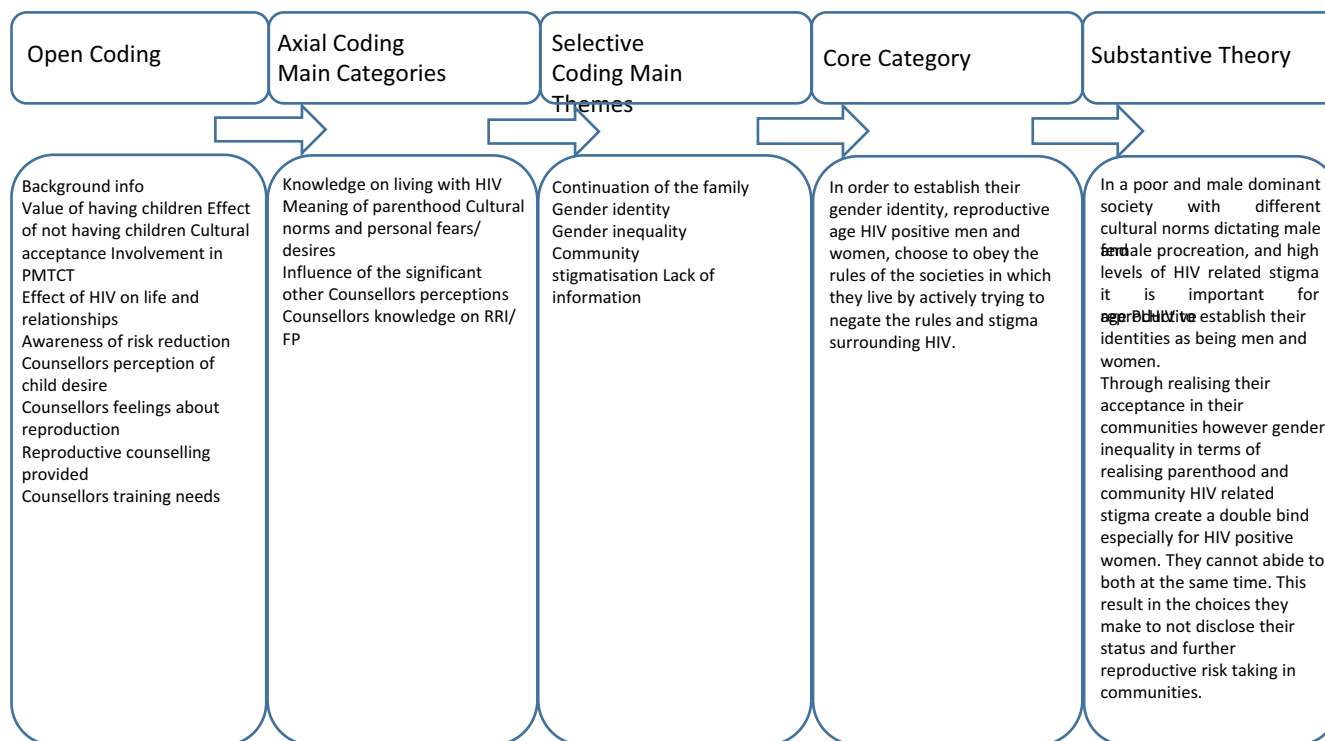 Open Coding
Axial Coding
Main Categories
Selective
Coding Main
Themes
Core Category
Substantive Theory
Background info
Value of having children Effect
of not having children Cultural
acceptance Involvement in
PMTCT
Effect of HIV on life and
relationships
Awareness of risk reduction
Counsellors perception of
child desire
Counsellors feelings about
reproduction
Reproductive counselling
provided
Counsellors training needs
Knowledge on living with HIV
Meaning of parenthood Cultural
norms and personal fears/
desires
Influence of the significant
other Counsellors perceptions
Counsellors knowledge on RRI/
FP
Continuation of the family
Gender identity
Gender inequality
Community
stigmatisation Lack of
information
In order to establish their
gender identity, reproductive
age HIV positive men and
women, choose to obey the
rules of the societies in which
they live by actively trying to
negate the rules and stigma
surrounding HIV.
In a poor and male dominant
society with different
cultural norms dictating male
and
female procreation, and high
levels of HIV related stigma
it is important for
reproductive
age PLHIV to establish their
identities as being men and
women.
Through realising their
acceptance in their
communities however gender
inequality in terms of
realising parenthood and
community HIV related
stigma create a double bind
especially for HIV positive
women. They cannot abide to
both at the same time. This
result in the choices they
make to not disclose their
status and further
reproductive risk taking in
communities.